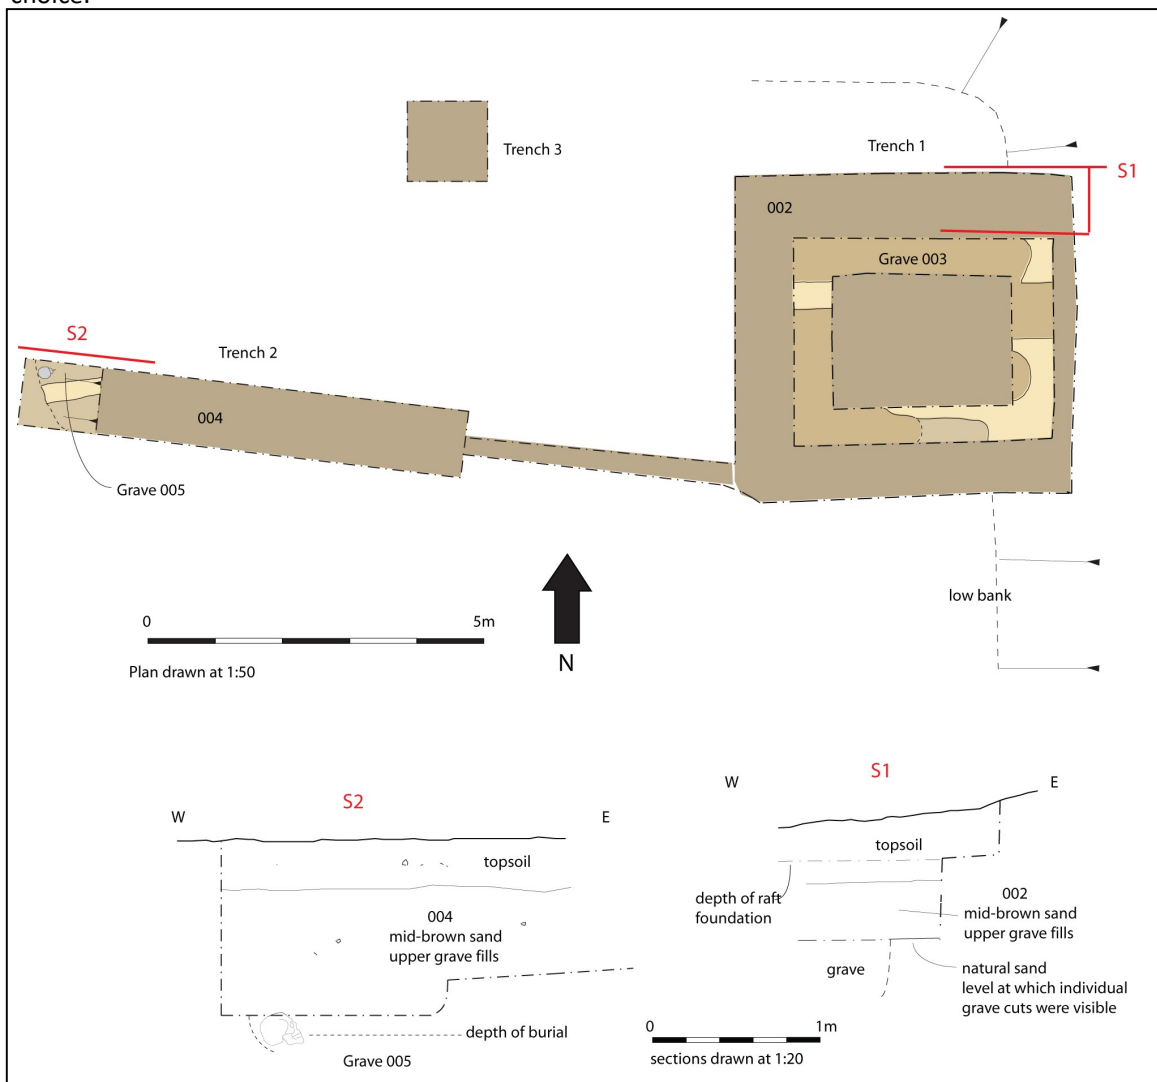 choice.
Trench 3
Trench 1
S1
002
Grave 003
S2
Trench 2
004
Grave 005
low bank
0 5m
N
Plan drawn at 1:50
S2
W E
topsoil
004
mid-brown sand
upper grave fills
depth of burial
Grave 005
S1
W E
topsoil
depth of raft
foundation
002
mid-brown sand
upper grave fills
grave
natural sand
level at which individual
grave cuts were visible
0 1m
sections drawn at 1:20